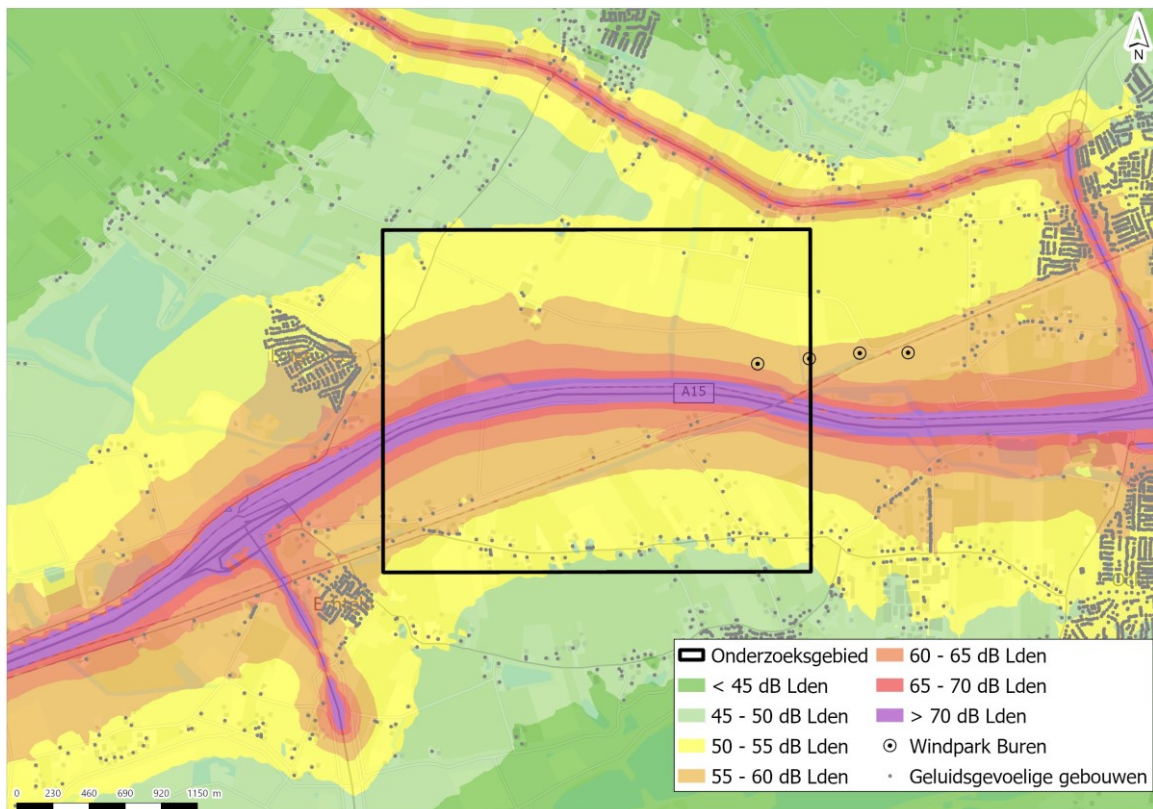 N
A15
Onderzoeksgebied
< 45 dB Lden
45 - 50 dB Lden
50 - 55 dB Lden
55 - 60 dB Lden
60 - 65 dB Lden
65 - 70 dB Lden
> 70 dB Lden
Windpark Buren
Geluidsgevoelige gebouwen
0 230 460 690 920 1150 m